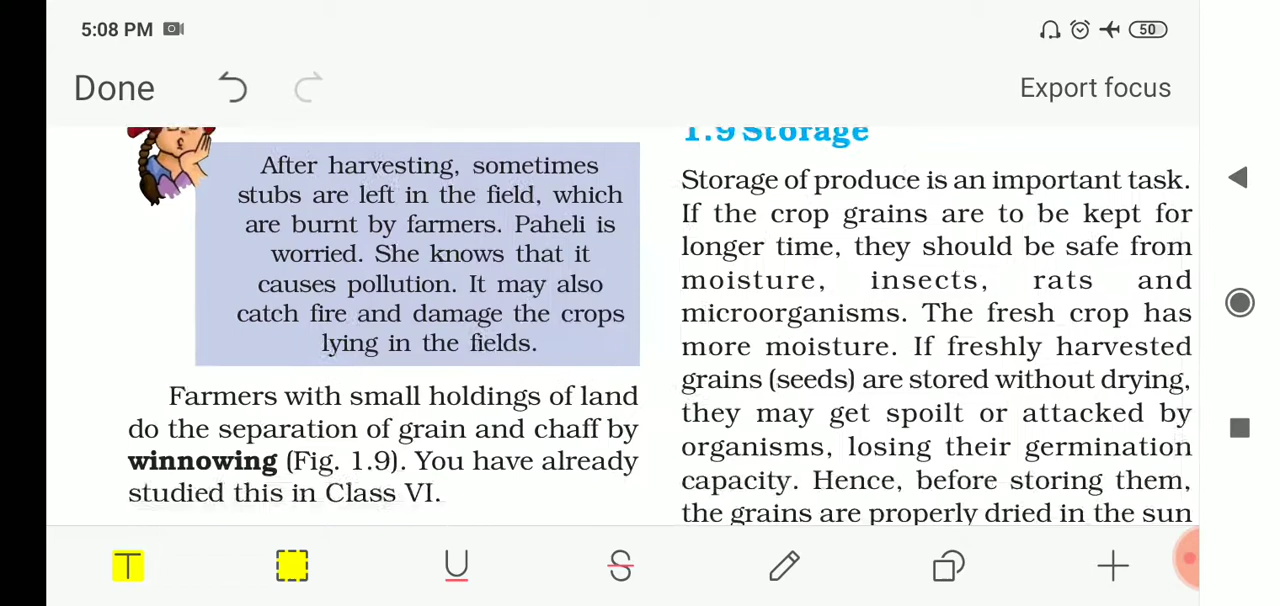 5:08 PM
50
Done
Export focus
After harvesting, sometimes
stubs are left in the field, which
are burnt by farmers. Paheli is
worried. She knows that it
causes pollution. It may also
catch fire and damage the crops
lying in the fields.
Farmers with small holdings of land
do the separation of grain and chaff by
winnowing (Fig. 1.9). You have already
studied this in Class VI.
1.9 Storage
Storage of produce is an important task.
If the crop grains are to be kept for
longer time, they should be safe from
moisture, insects, rats and
microorganisms. The fresh crop has
more moisture. If freshly harvested
grains (seeds) are stored without drying,
they may get spoilt or attacked by
organisms, losing their germination
capacity. Hence, before storing them,
the grains are properly dried in the sun
T
U
S